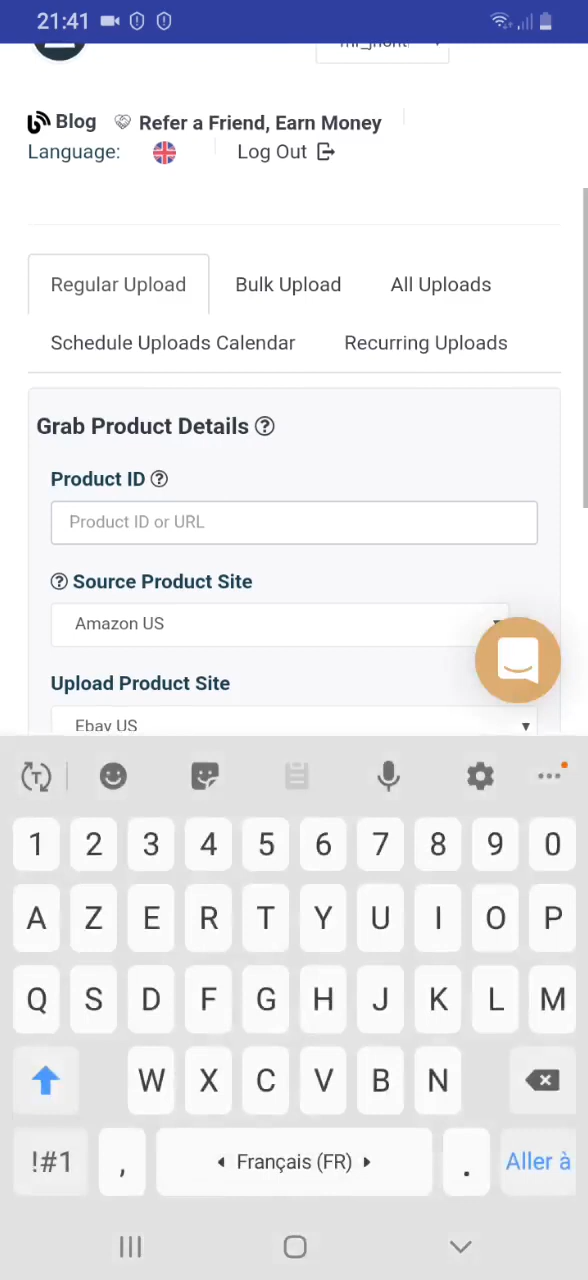 21:41
Blog Refer a Friend, Earn Money
Language: Log Out
Regular Upload Bulk Upload All Uploads
Schedule Uploads Calendar Recurring Uploads
Grab Product Details
Product ID
Product ID or URL
Source Product Site
Amazon US
Upload Product Site
Ebay US
1 2 3 4 5 6 7 8 9 0
A Z E R T Y U I O P
Q S D F G H J K L M
W X C V B N
!#1 , Français (FR) . Aller à